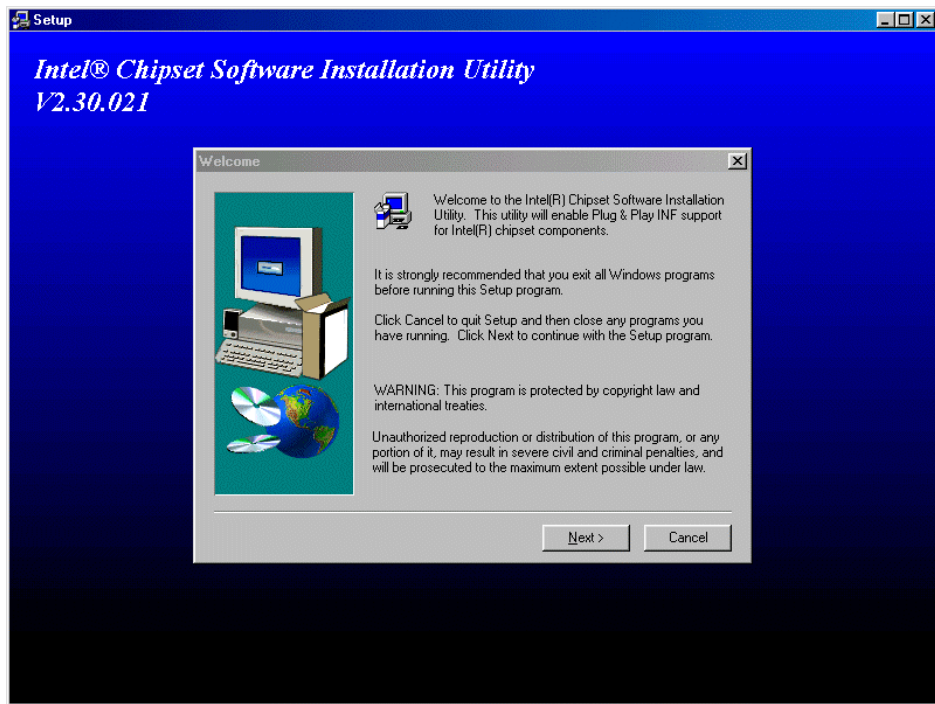 Setup
Intel® Chipset Software Installation Utility
V2.30.021
Welcome
Welcome to the Intel(R) Chipset Software Installation
Utility. This utility will enable Plug & Play INF support
for Intel(R) chipset components.
It is strongly recommended that you exit all Windows programs
before running this Setup program.
Click Cancel to quit Setup and then close any programs you
have running. Click Next to continue with the Setup program.
WARNING: This program is protected by copyright law and
international treaties.
Unauthorized reproduction or distribution of this program, or any
portion of it, may result in severe civil and criminal penalties, and
will be prosecuted to the maximum extent possible under law.
Next >
Cancel